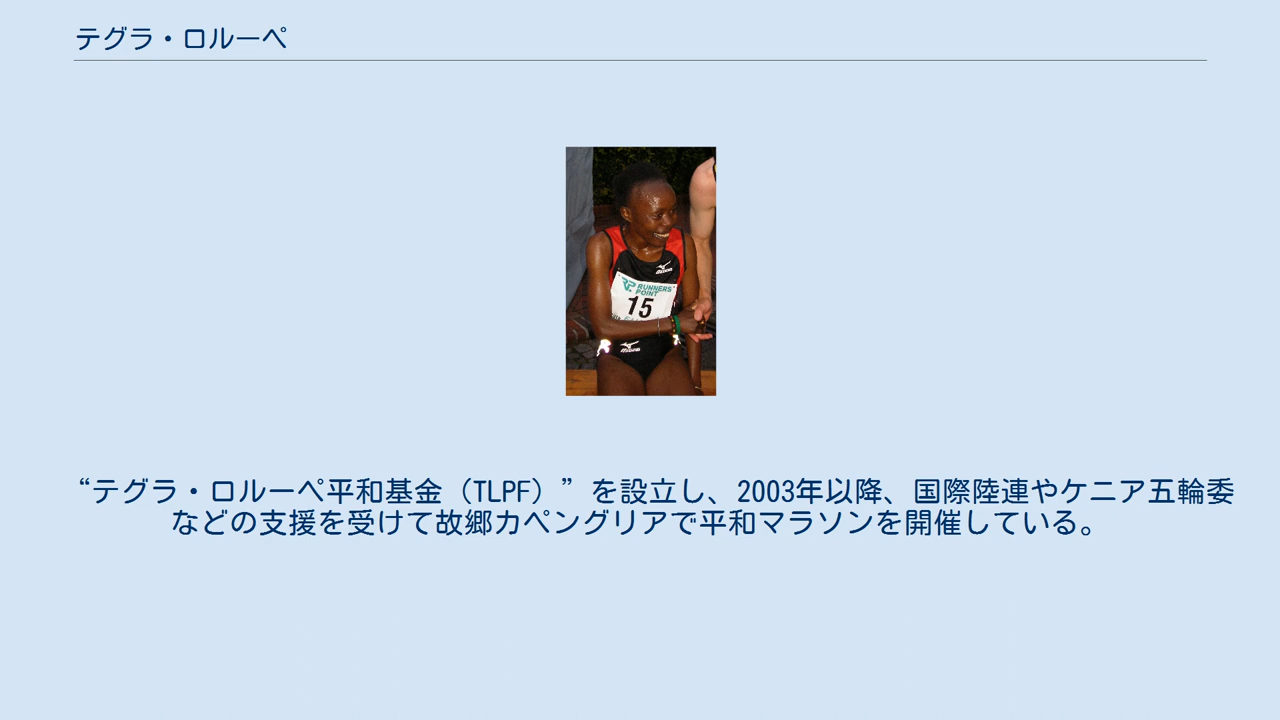 テグラ・ロルーペ
RUNNERS
POINT
15
“テグラ・ロルーペ平和基金（TLPF）”を設立し、2003年以降、国際陸連やケニア五輪委
などの支援を受けて故郷カペングリアで平和マラソンを開催している。